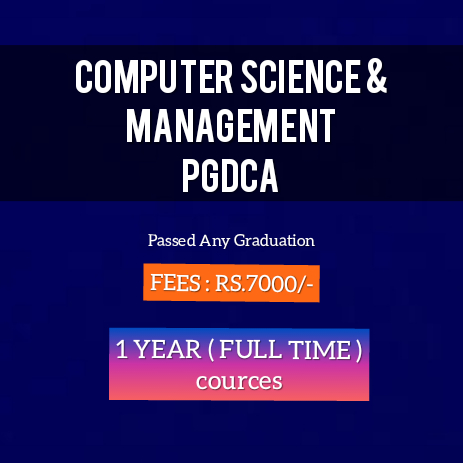 COMPUTER SCIENCE &
MANAGEMENT
PGDCA
Passed Any Graduation
FEES : RS.7000/-
1 YEAR ( FULL TIME )
cources